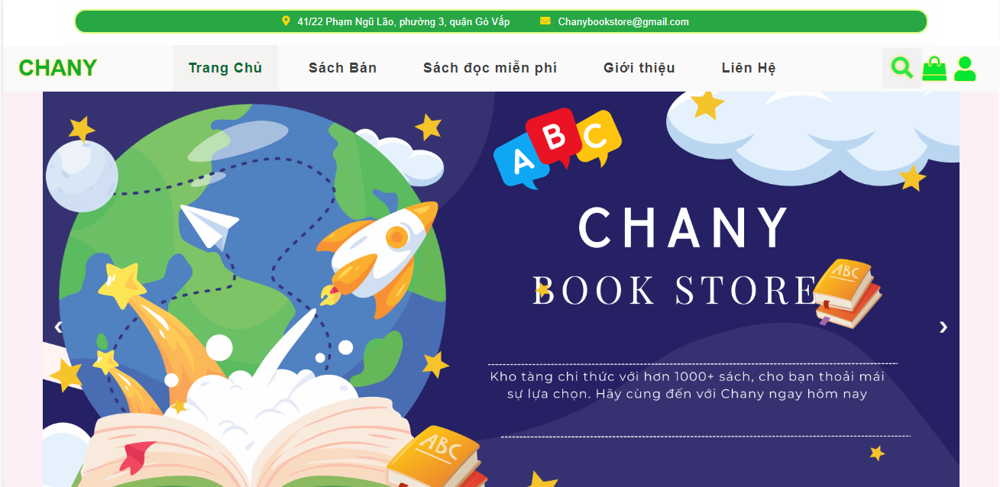 41/22 Phạm Ngũ Lão, phường 3, quận Gò Vấp Chanybookstore@gmail.com
CHANY Trang Chủ Sách Bán Sách đọc miễn phí Giới thiệu Liên Hệ
A B C
CHANY
BOOK STORE
ABC
Kho tàng chi thức với hơn 1000+ sách, cho bạn thoải mái
sự lựa chọn. Hãy cùng đến với Chany ngay hôm nay
ABC